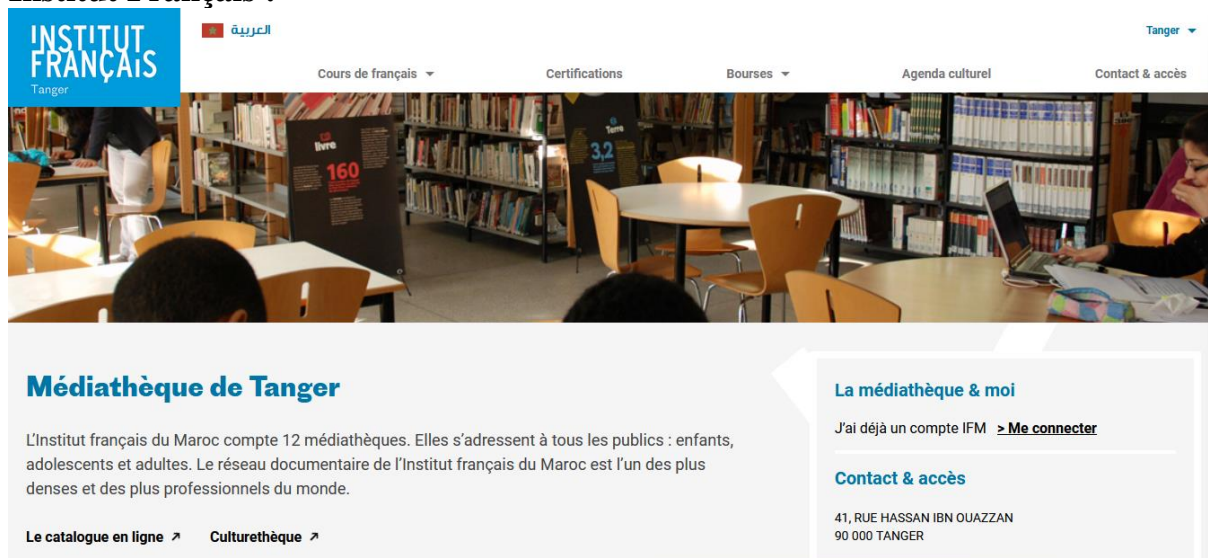 Institut Français :
INSTITUT
FRANÇAIS
Tanger
العربية
Tanger
Cours de français
Certifications
Bourses
Agenda culturel
Contact & accès
livre
160
Terre
3,2
Médiathèque de Tanger
L'Institut français du Maroc compte 12 médiathèques. Elles s'adressent à tous les publics : enfants,
adolescents et adultes. Le réseau documentaire de l'Institut français du Maroc est l'un des plus
denses et des plus professionnels du monde.
Le catalogue en ligne ↗ Culturethèque ↗
La médiathèque & moi
J'ai déjà un compte IFM > Me connecter
Contact & accès
41, RUE HASSAN IBN OUAZZAN
90 000 TANGER